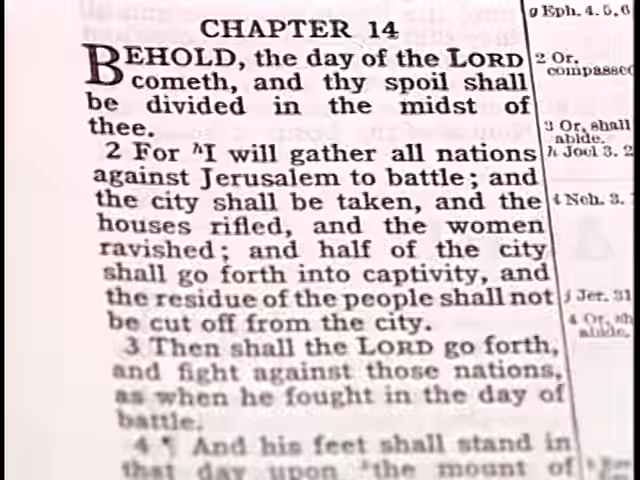 CHAPTER 14
BEHOLD, the day of the LORD
cometh, and thy spoil shall
be divided in the midst of
thee.
2 For hI will gather all nations
against Jerusalem to battle; and
the city shall be taken, and the
houses rifled, and the women
ravished; and half of the city
shall go forth into captivity, and
the residue of the people shall not
be cut off from the city.
3 Then shall the LORD go forth,
and fight against those nations,
as when he fought in the day of
battle.
4 ¶ And his feet shall stand in
that day upon the mount of
g Eph. 4. 5, 6
2 Or,
compassed
3 Or, shall
abide.
h Joel 3. 2
i Neh. 3.
j Jer. 31
4 Or, sh
abide.